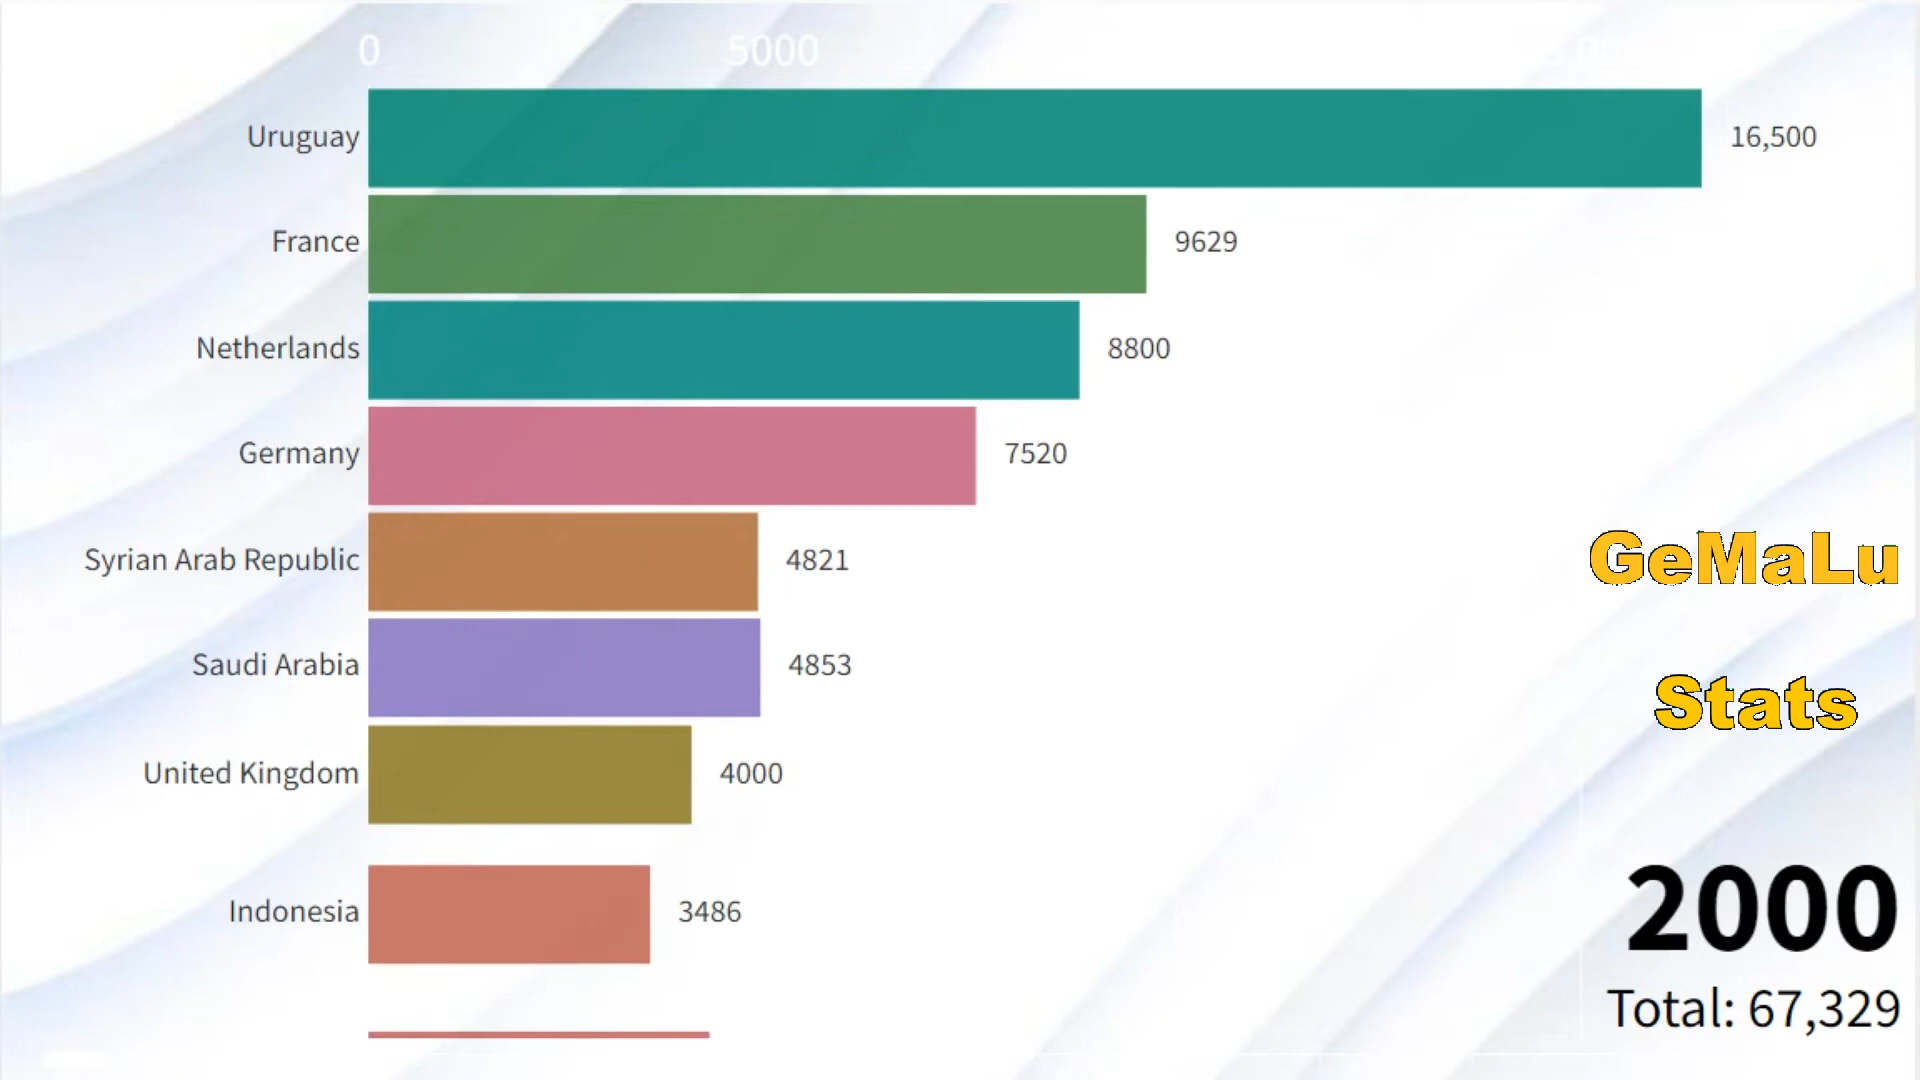 0 5000
Uruguay 16,500
France 9629
Netherlands 8800
Germany 7520
Syrian Arab Republic 4821
Saudi Arabia 4853
United Kingdom 4000
Indonesia 3486
GeMaLu
Stats
2000
Total: 67,329